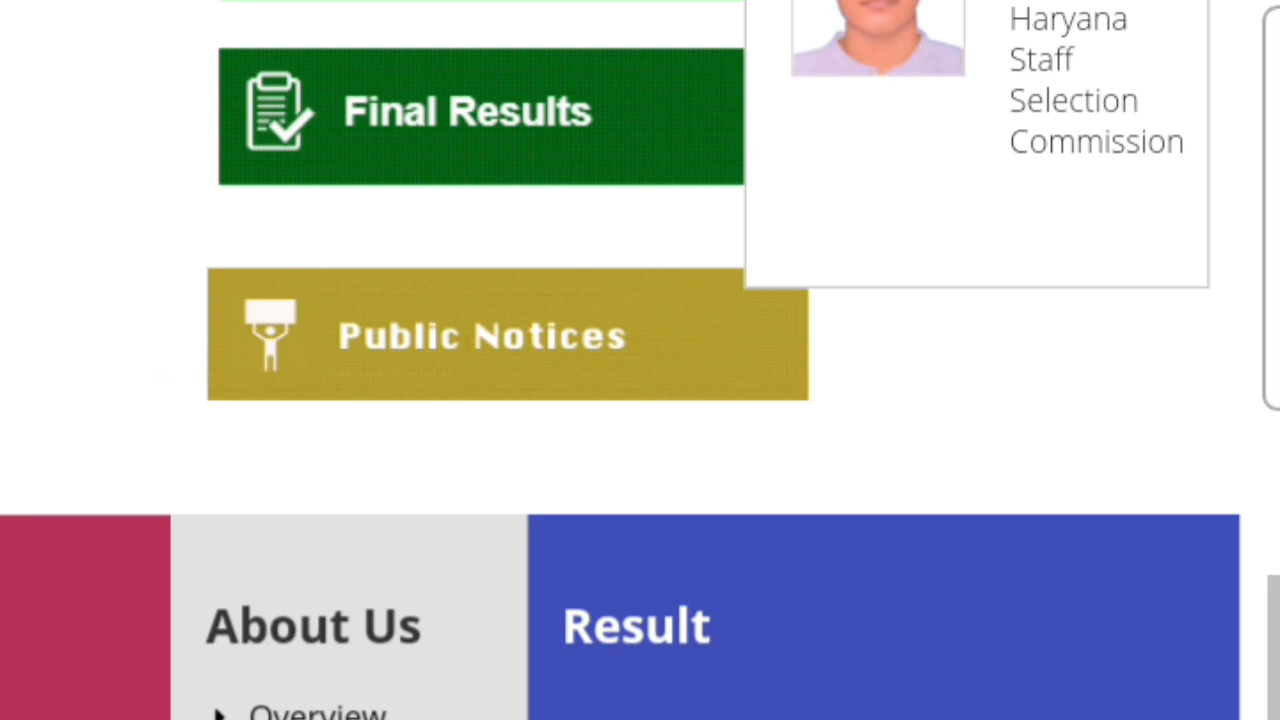 Haryana
Staff
Selection
Commission
Final Results
Public Notices
About Us
Result
Overview